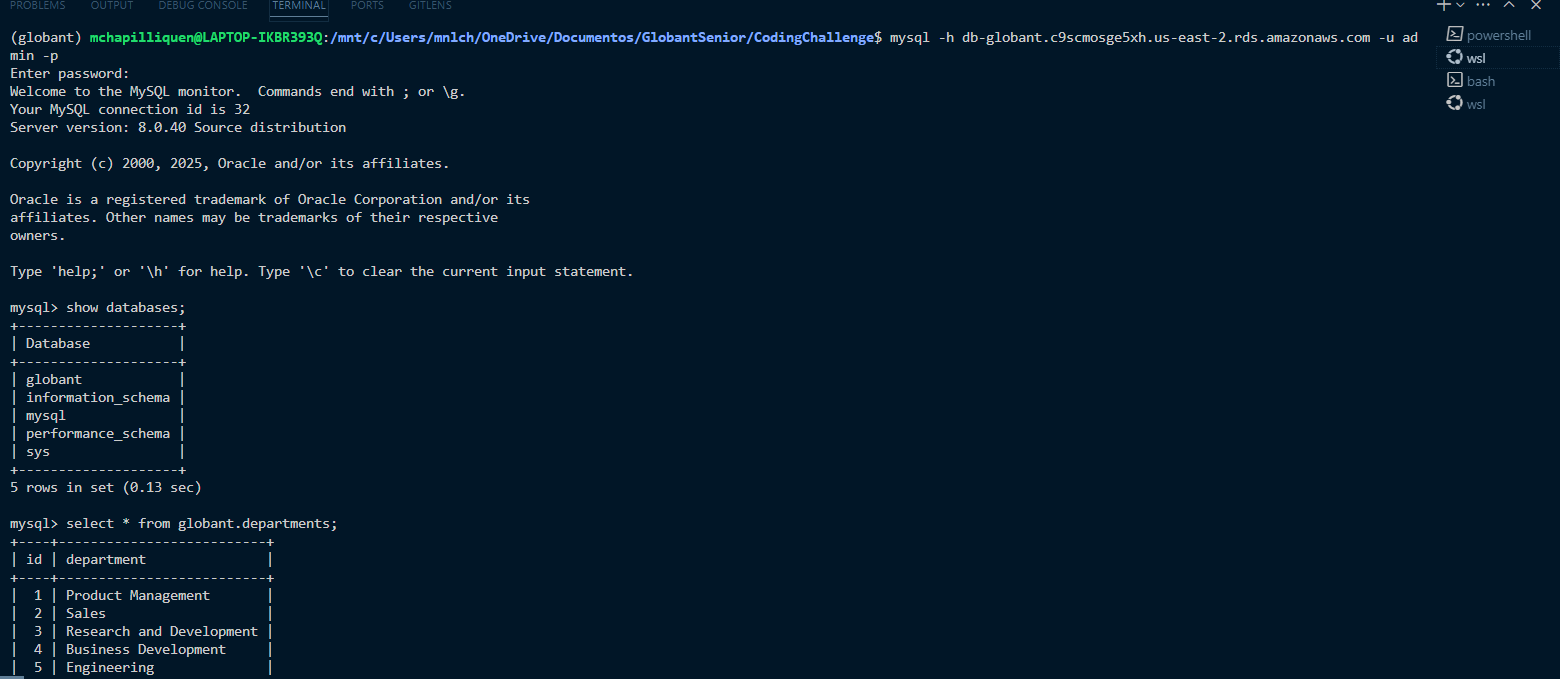 PROBLEMS OUTPUT DEBUG CONSOLE TERMINAL PORTS GITLENS
(globant) mchapilliquen@LAPTOP-IKBR393Q:/mnt/c/Users/mnlch/OneDrive/Documentos/GlobantSenior/CodingChallenge$ mysql -h db-globant.c9scmosge5xh.us-east-2.rds.amazonaws.com -u ad
min -p
Enter password:
Welcome to the MySQL monitor.  Commands end with ; or \g.
Your MySQL connection id is 32
Server version: 8.0.40 Source distribution
Copyright (c) 2000, 2025, Oracle and/or its affiliates.
Oracle is a registered trademark of Oracle Corporation and/or its
affiliates. Other names may be trademarks of their respective
owners.
Type 'help;' or '\h' for help. Type '\c' to clear the current input statement.
mysql> show databases;
+--------------------+
| Database           |
+--------------------+
| globant            |
| information_schema |
| mysql              |
| performance_schema |
| sys                |
+--------------------+
5 rows in set (0.13 sec)
mysql> select * from globant.departments;
+----+--------------------------+
| id | department               |
+----+--------------------------+
|  1 | Product Management       |
|  2 | Sales                    |
|  3 | Research and Development |
|  4 | Business Development     |
|  5 | Engineering              |
powershell
wsl
bash
wsl